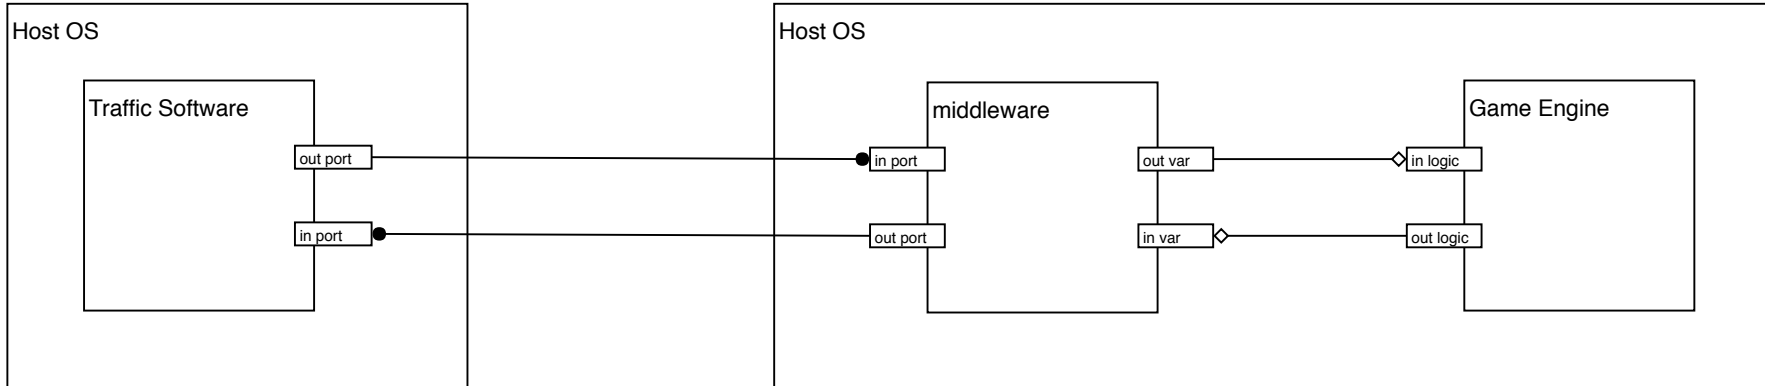 Host OS
Host OS
Traffic Software
middleware
Game Engine
out port
in port
out var
in logic
in port
out port
in var
out logic